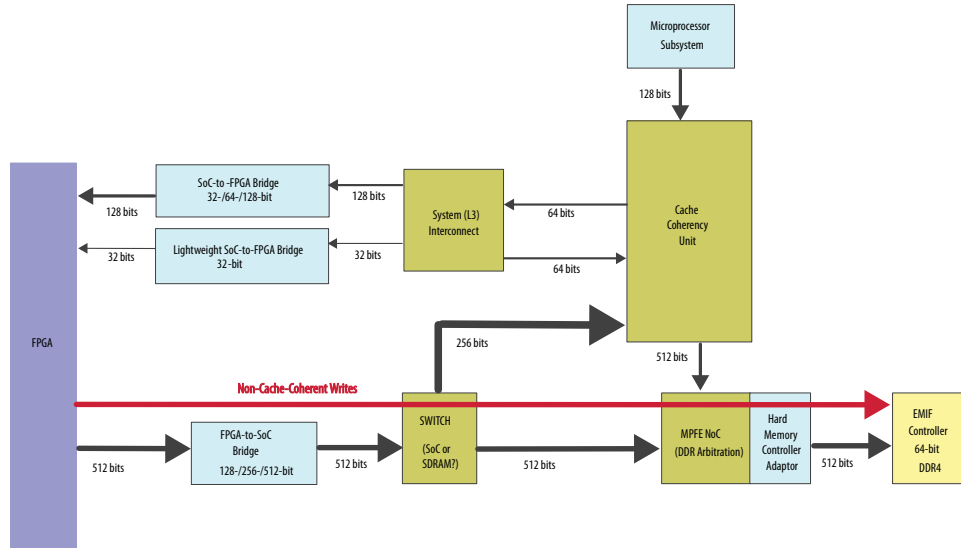 Microprocessor
Subsystem
128 bits
SoC-to -FPGA Bridge
32-/64-/128-bit
128 bits
128 bits
System (L3)
Interconnect
64 bits
Cache
Coherency
Unit
Lightweight SoC-to-FPGA Bridge
32-bit
32 bits
32 bits
64 bits
FPGA
256 bits
512 bits
Non-Cache-Coherent Writes
FPGA-to-SoC
Bridge
128-/256-/512-bit
512 bits
512 bits
SWITCH
(SoC or
SDRAM?)
512 bits
MPFE NoC
(DDR Arbitration)
Hard
Memory
Controller
Adaptor
512 bits
EMIF
Controller
64-bit
DDR4